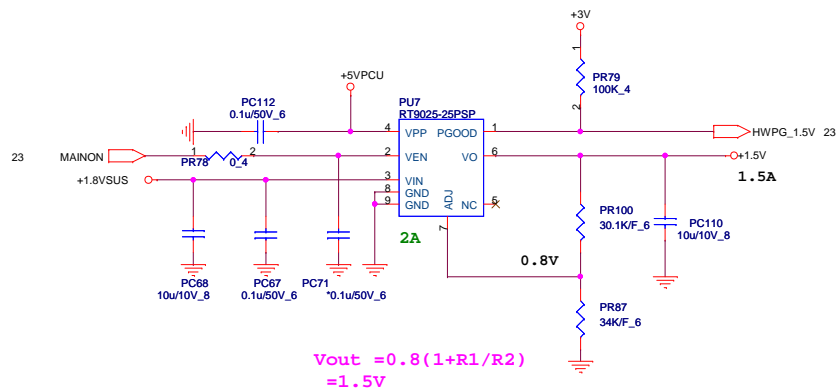 +3V
1
PR79
100K_4
2
+5VPCU
PC112
0.1u/50V_6
PU7
RT9025-25PSP
4
VPP
PGOOD
1
HWPG_1.5V 23
23
MAINON
1
2
PR78
0_4
2
VEN
VO
6
+1.5V
1.5A
+1.8VSUS
3
VIN
8
GND
9
GND
ADJ
NC
5
7
2A
PR100
30.1K/F_6
PC110
10u/10V_8
0.8V
PC68
10u/10V_8
PC67
0.1u/50V_6
PC71
*0.1u/50V_6
PR87
34K/F_6
Vout =0.8(1+R1/R2)
=1.5V